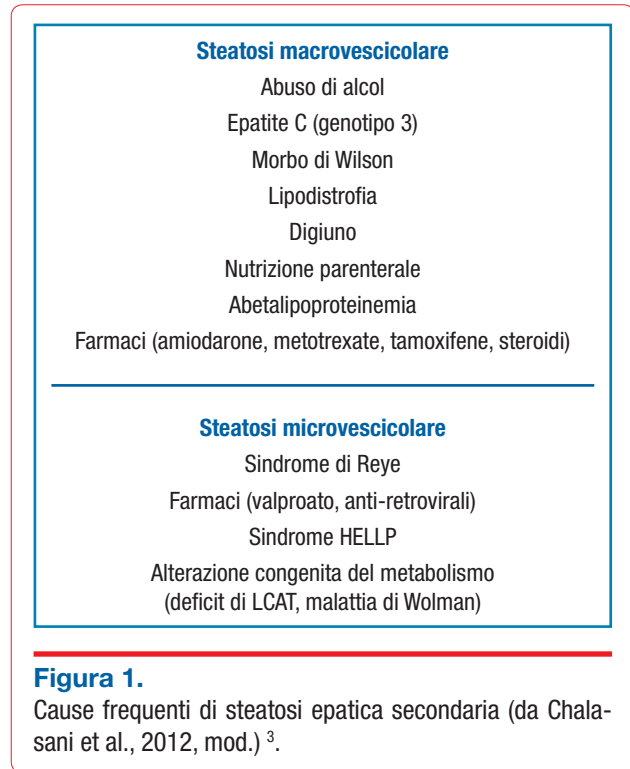 Steatosi macrovescicolare
Abuso di alcol
Epatite C (genotipo 3)
Morbo di Wilson
Lipodistrofia
Digiuno
Nutrizione parenterale
Abetalipoproteinemia
Farmaci (amiodarone, metotrexate, tamoxifene, steroidi)
Steatosi microvescicolare
Sindrome di Reye
Farmaci (valproato, anti-retrovirali)
Sindrome HELLP
Alterazione congenita del metabolismo
(deficit di LCAT, malattia di Wolman)
Figura 1.
Cause frequenti di steatosi epatica secondaria (da Chala-
sani et al., 2012, mod.) ³.